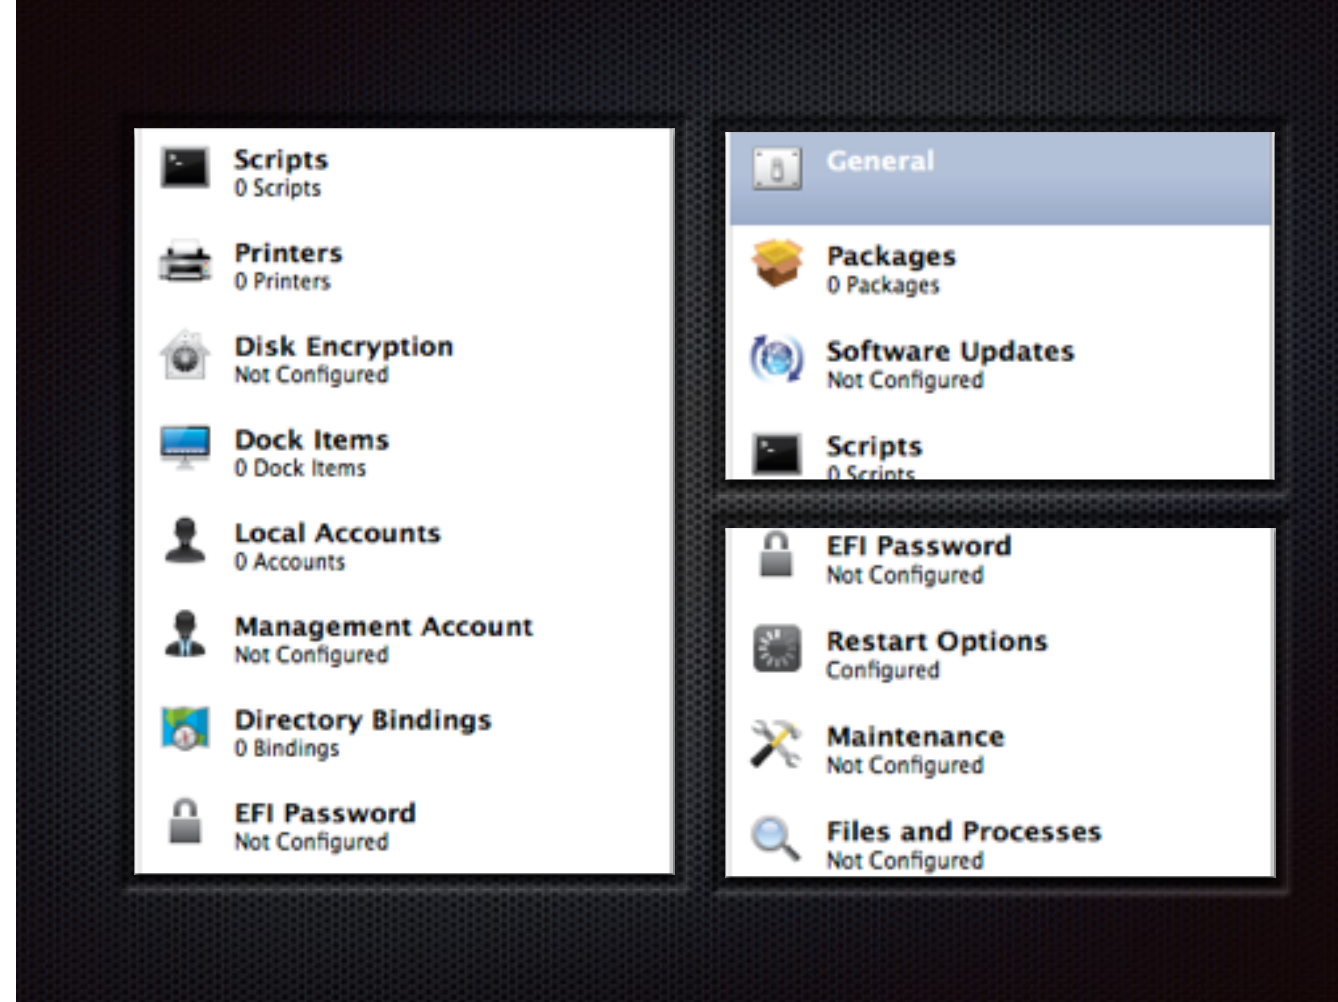 Scripts
0 Scripts
Printers
0 Printers
Disk Encryption
Not Configured
Dock Items
0 Dock Items
Local Accounts
0 Accounts
Management Account
Not Configured
Directory Bindings
0 Bindings
EFI Password
Not Configured
General
Packages
0 Packages
Software Updates
Not Configured
Scripts
0 Scripts
EFI Password
Not Configured
Restart Options
Configured
Maintenance
Not Configured
Files and Processes
Not Configured